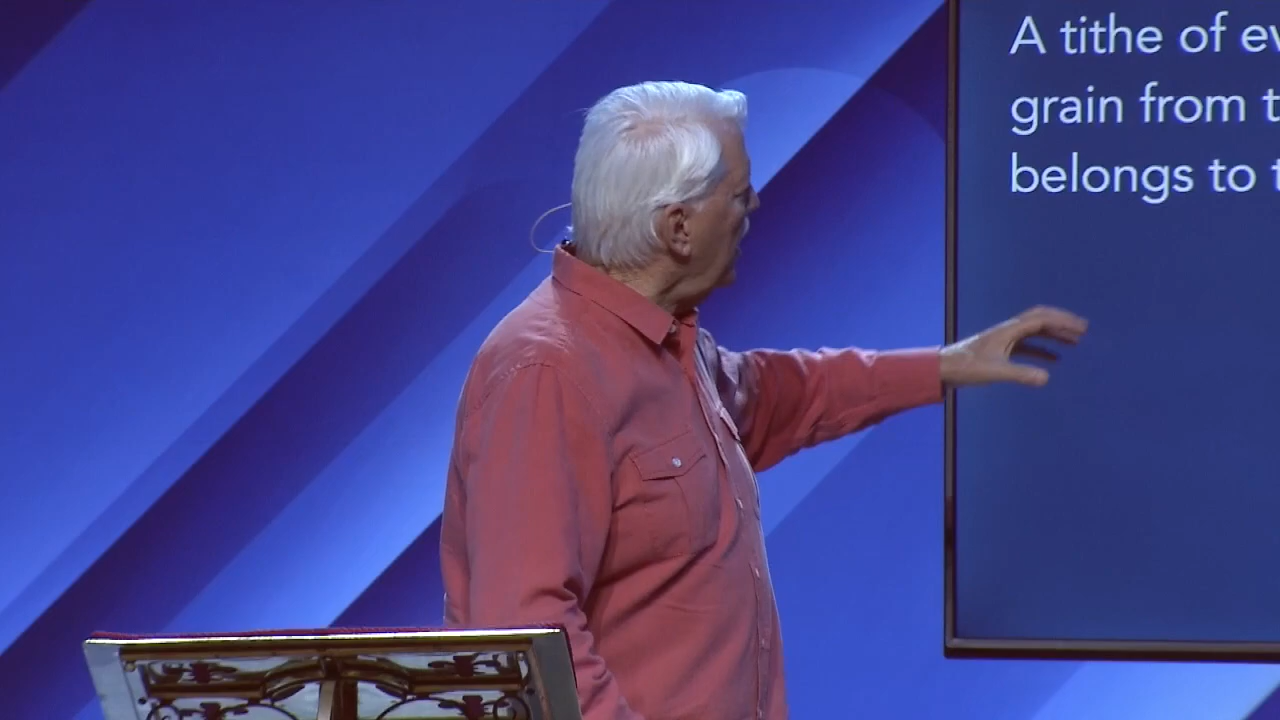 A tithe of
grain from
belongs to